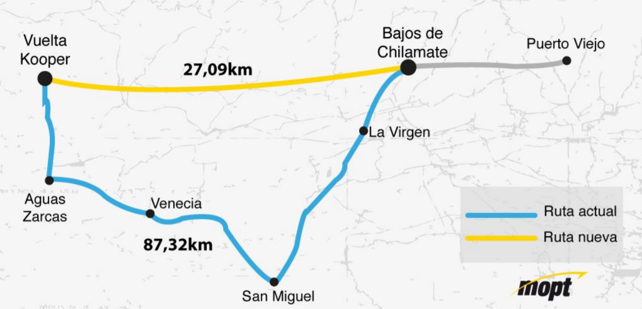 Vuelta
Kooper
27,09km
Bajos de
Chilamate
Puerto Viejo
La Virgen
Aguas
Zarcas
Venecia
87,32km
San Miguel
Ruta actual
Ruta nueva
mopt